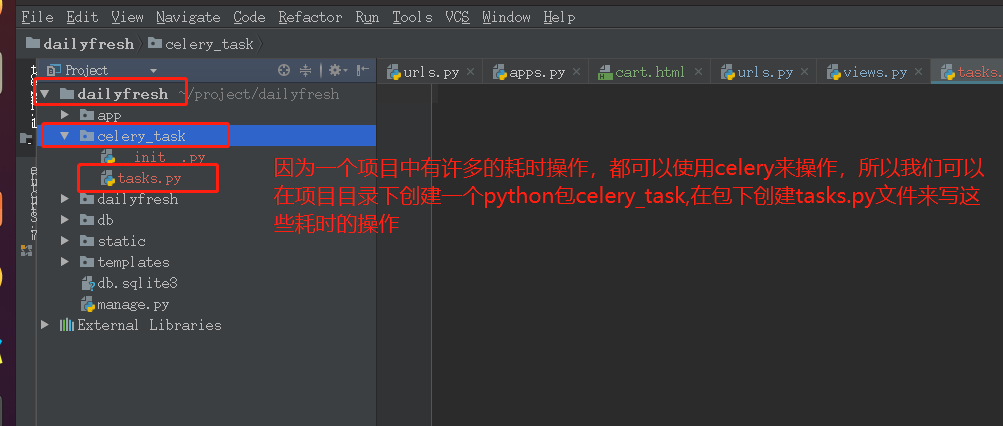 File Edit View Navigate Code Refactor Run Tools VCS Window Help
dailyfresh celery_task
Project
urls.py apps.py cart.html urls.py views.py tasks.
dailyfresh ~/project/dailyfresh
app
celery_task
__init__.py
tasks.py
dailyfresh
db
static
templates
db.sqlite3
manage.py
External Libraries
因为一个项目中有许多的耗时操作，都可以使用celery来操作，所以我们可以
在项目目录下创建一个python包celery_task,在包下创建tasks.py文件来写这
些耗时的操作